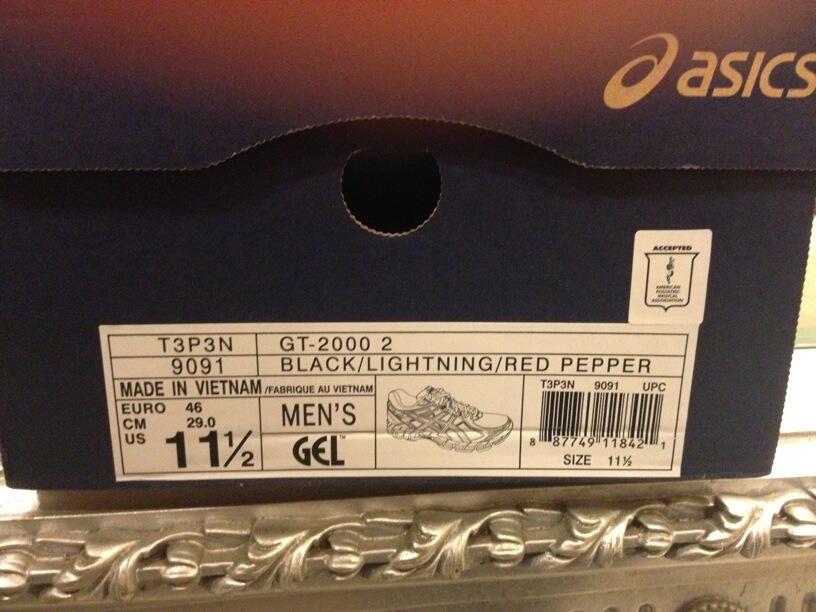 asics
ACCEPTED
AMERICAN
PODIATRIC
MEDICAL
ASSOCIATION
T3P3N GT-2000 2
9091 BLACK/LIGHTNING/RED PEPPER
MADE IN VIETNAM /FABRIQUE AU VIETNAM
EURO 46
CM 29.0
US 11½
MEN'S
GEL™
T3P3N 9091 UPC
8 87749 11842 1
SIZE 11½